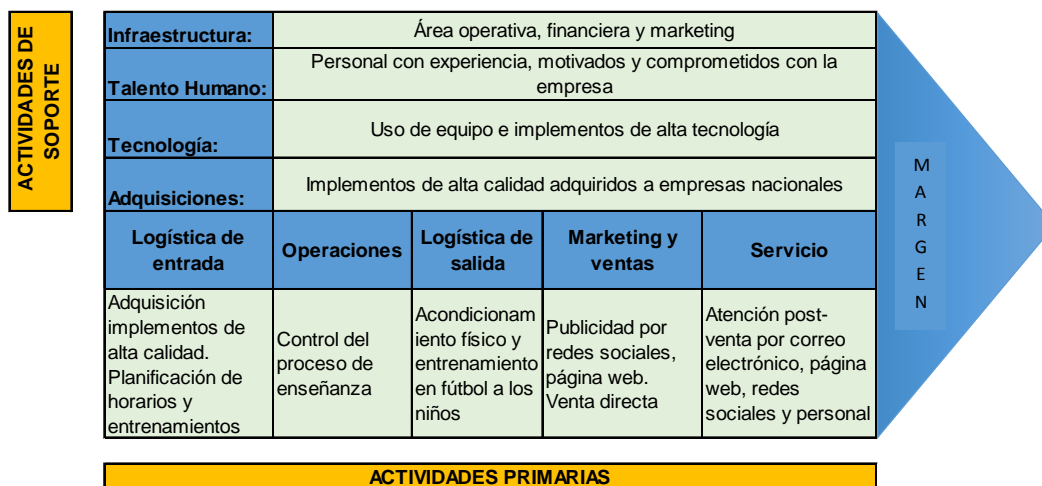 ACTIVIDADES DE
SOPORTE
Infraestructura:
Área operativa, financiera y marketing
Talento Humano:
Personal con experiencia, motivados y comprometidos con la
empresa
Tecnología:
Uso de equipo e implementos de alta tecnología
Adquisiciones:
Implementos de alta calidad adquiridos a empresas nacionales
Logística de
entrada
Operaciones
Logística de
salida
Marketing y
ventas
Servicio
Adquisición
implementos de
alta calidad.
Planificación de
horarios y
entrenamientos
Control del
proceso de
enseñanza
Acondicionam
iento físico y
entrenamiento
en fútbol a los
niños
Publicidad por
redes sociales,
página web.
Venta directa
Atención post-
venta por correo
electrónico, página
web, redes
sociales y personal
M
A
R
G
E
N
ACTIVIDADES PRIMARIAS